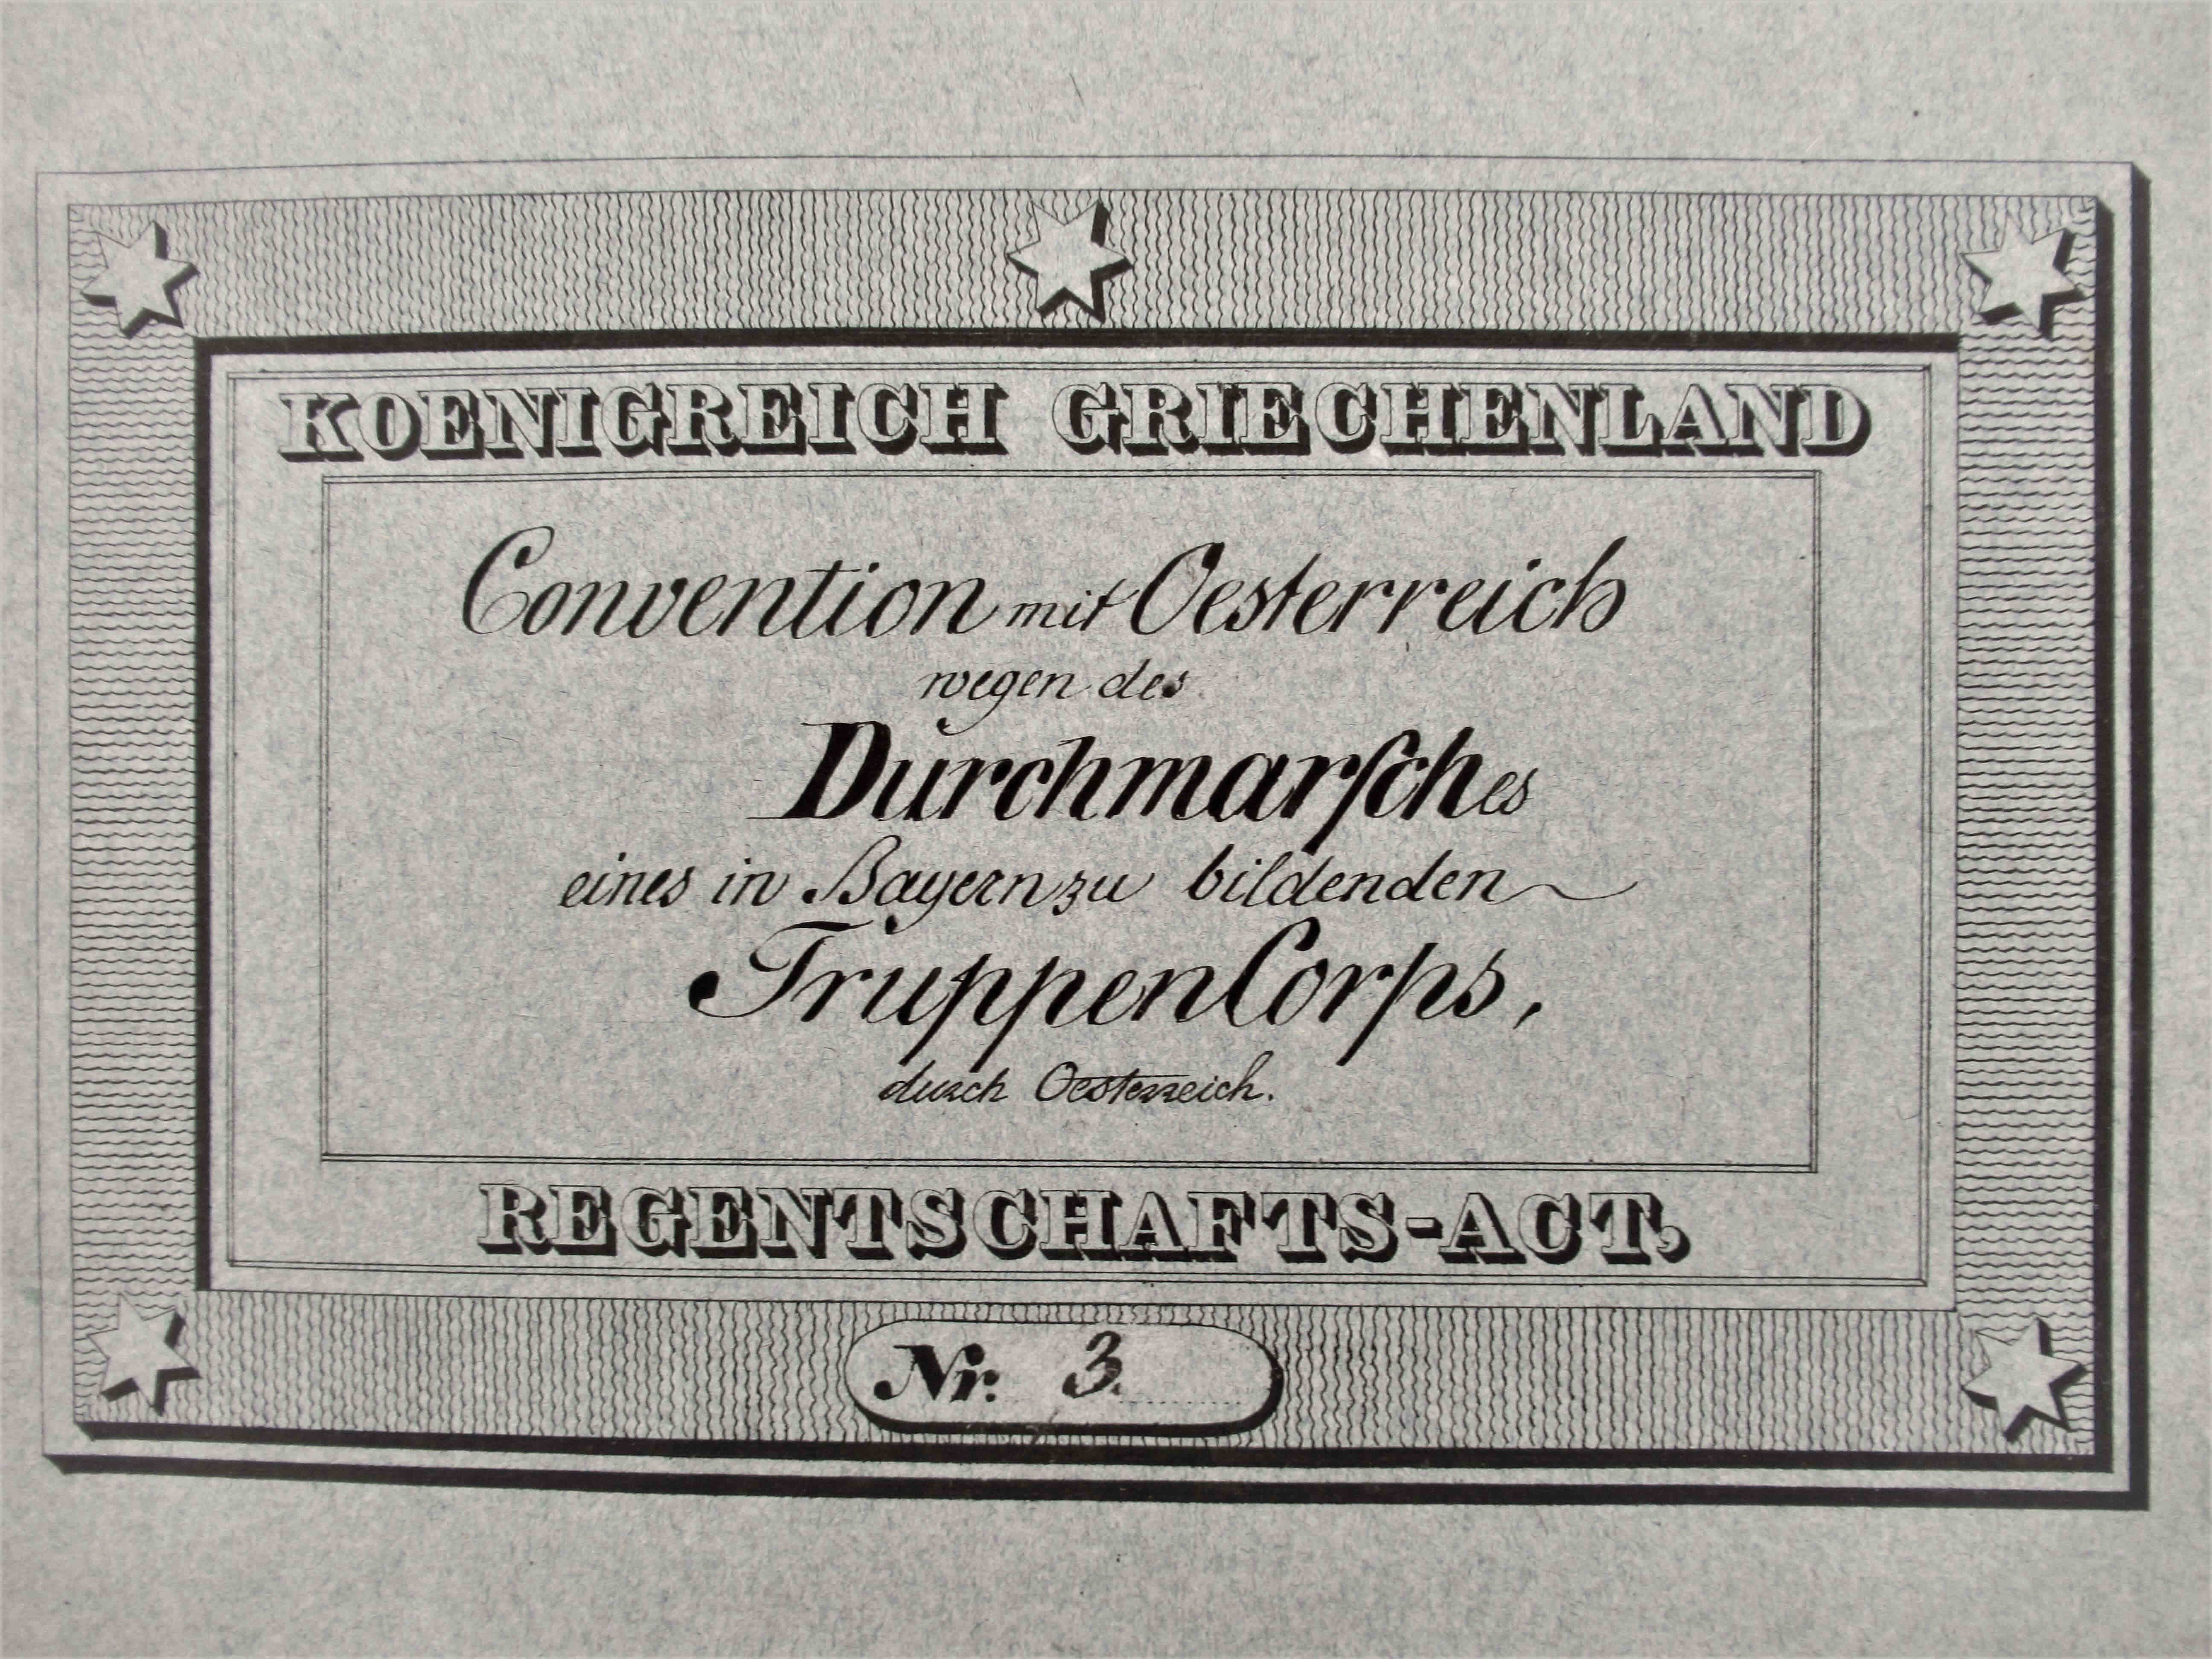 KOENIGREICH GRIECHENLAND
Convention mit Oesterreich
wegen des
Durchmarſches
eines in Bayern zu bildenden
TruppenCorps,
durch Oesterreich.
REGENTSCHAFTS-ACT.
Nr. 3.